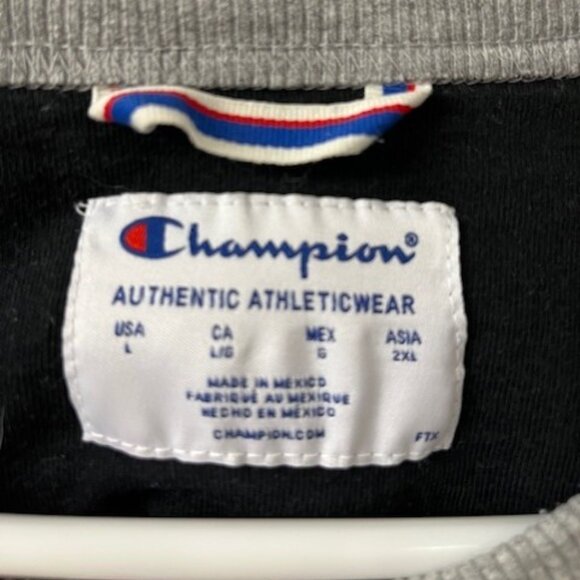 Champion®
AUTHENTIC ATHLETICWEAR
USA CA MEX ASIA
L L/G G 2XL
MADE IN MEXICO
FABRIQUÉ AU MEXIQUE
HECHO EN MÉXICO
CHAMPION.COM FTX